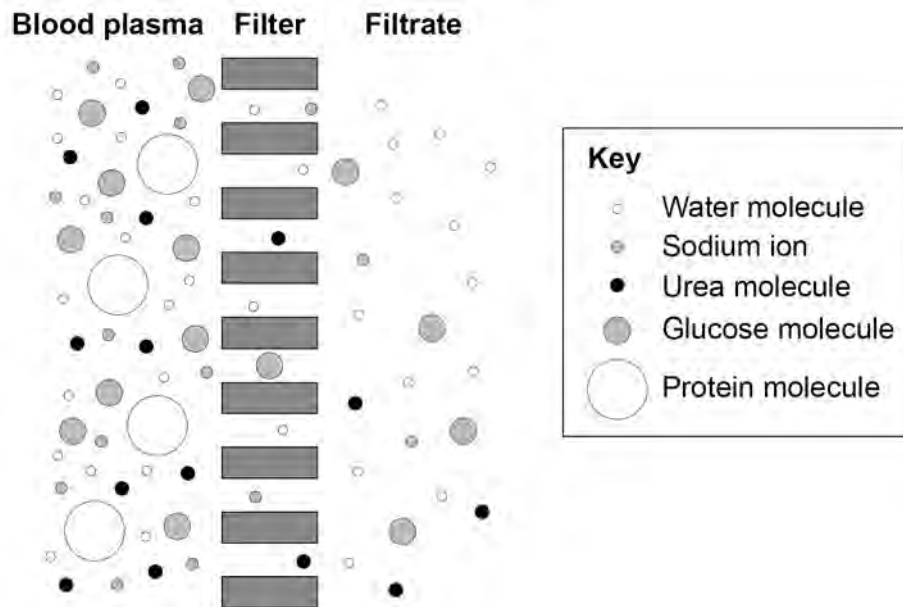 Blood plasma Filter Filtrate
Key
Water molecule
Sodium ion
Urea molecule
Glucose molecule
Protein molecule